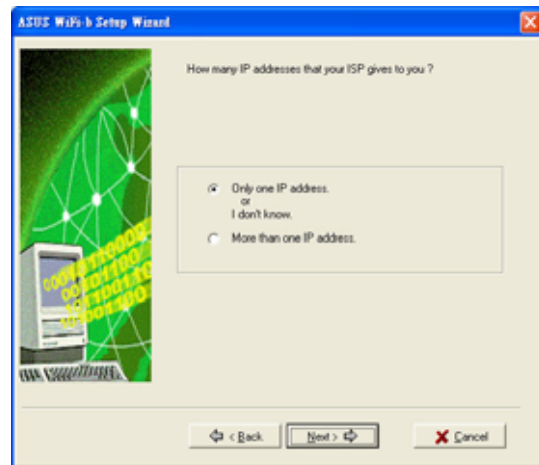 ASUS WiFi-b Setup Wizard
How many IP addresses that your ISP gives to you ?
Only one IP address.
or
I don't know.
More than one IP address.
< Back
Next >
Cancel